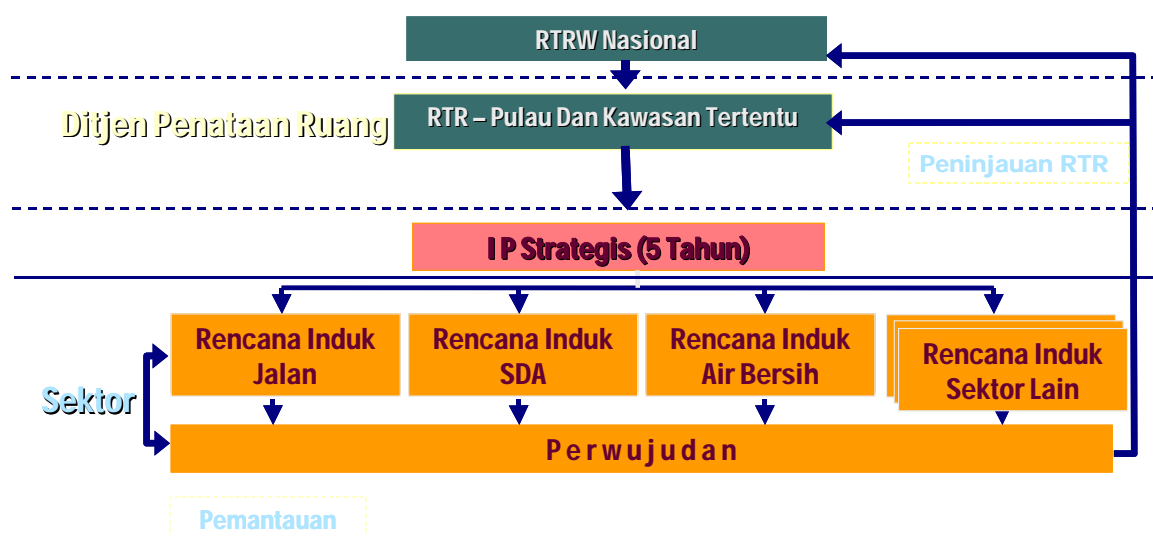 RTRW Nasional
Ditjen Penataan Ruang
RTR – Pulau Dan Kawasan Tertentu
Peninjauan RTR
I P Strategis (5 Tahun)
Sektor
Rencana Induk
Jalan
Rencana Induk
SDA
Rencana Induk
Air Bersih
Rencana Induk
Sektor Lain
Perwujudan
Pemantauan